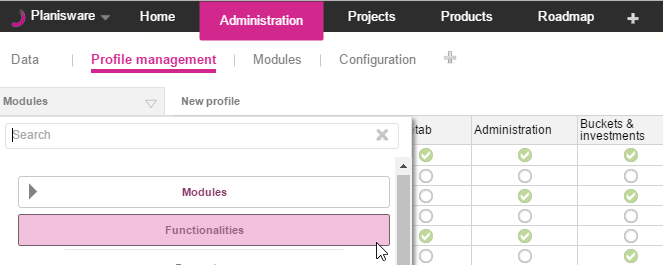 Planisware Home Administration Projects Products Roadmap +
Data Profile management Modules Configuration +
Modules New profile
Search
tab Administration Buckets &
investments
Modules
Functionalities